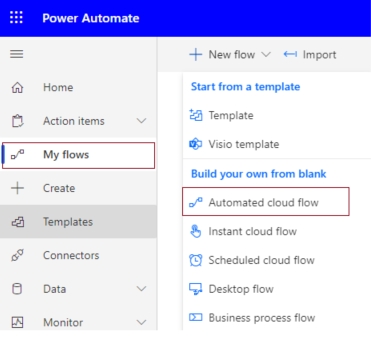 Power Automate
New flow
Import
Home
Action items
My flows
Create
Templates
Connectors
Data
Monitor
Start from a template
Template
Visio template
Build your own from blank
Automated cloud flow
Instant cloud flow
Scheduled cloud flow
Desktop flow
Business process flow